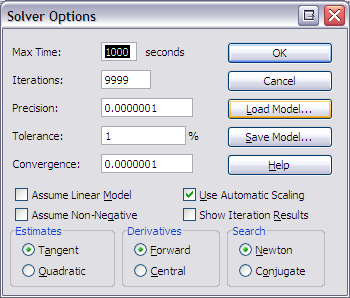 Solver Options
Max Time: 1000 seconds OK
Iterations: 9999 Cancel
Precision: 0.0000001 Load Model...
Tolerance: 1 % Save Model...
Convergence: 0.0000001 Help
Assume Linear Model Use Automatic Scaling
Assume Non-Negative Show Iteration Results
Estimates Derivatives Search
Tangent Forward Newton
Quadratic Central Conjugate